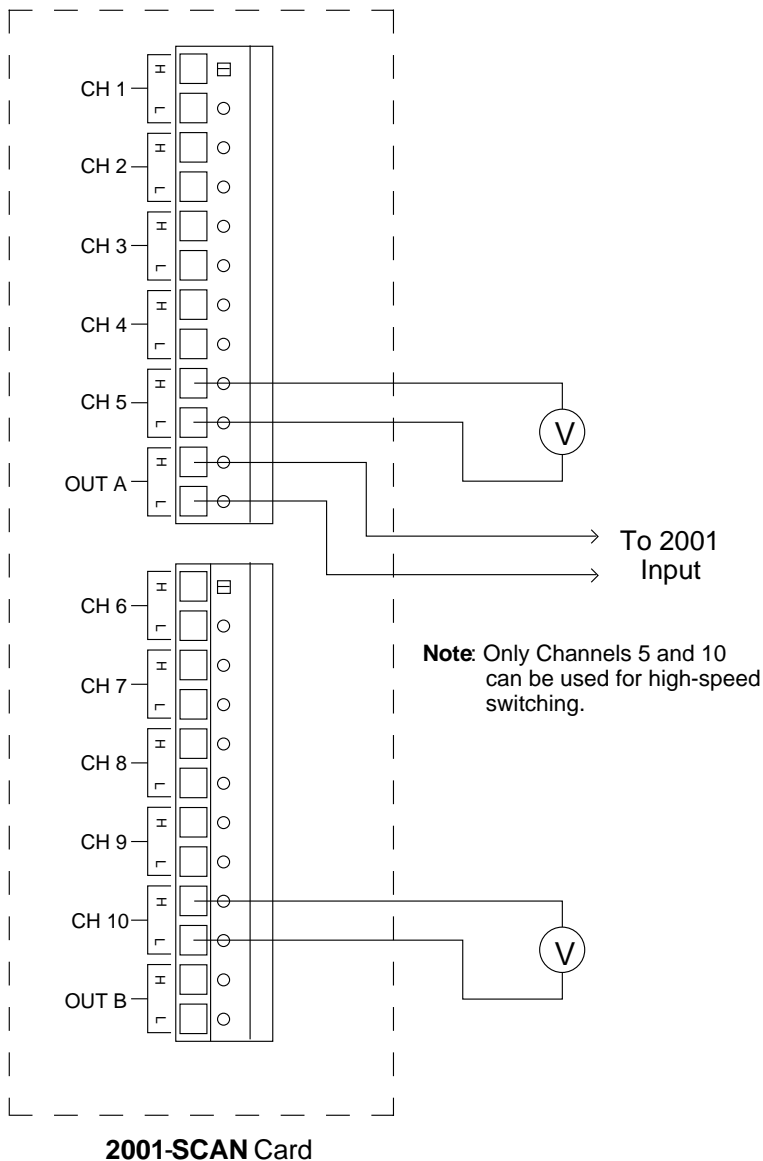 CH 1
H
L
CH 2
H
L
CH 3
H
L
CH 4
H
L
CH 5
H
L
OUT A
H
L
V
To 2001
Input
CH 6
H
L
CH 7
H
L
CH 8
H
L
CH 9
H
L
CH 10
H
L
OUT B
H
L
V
Note: Only Channels 5 and 10
can be used for high-speed
switching.
2001-SCAN Card